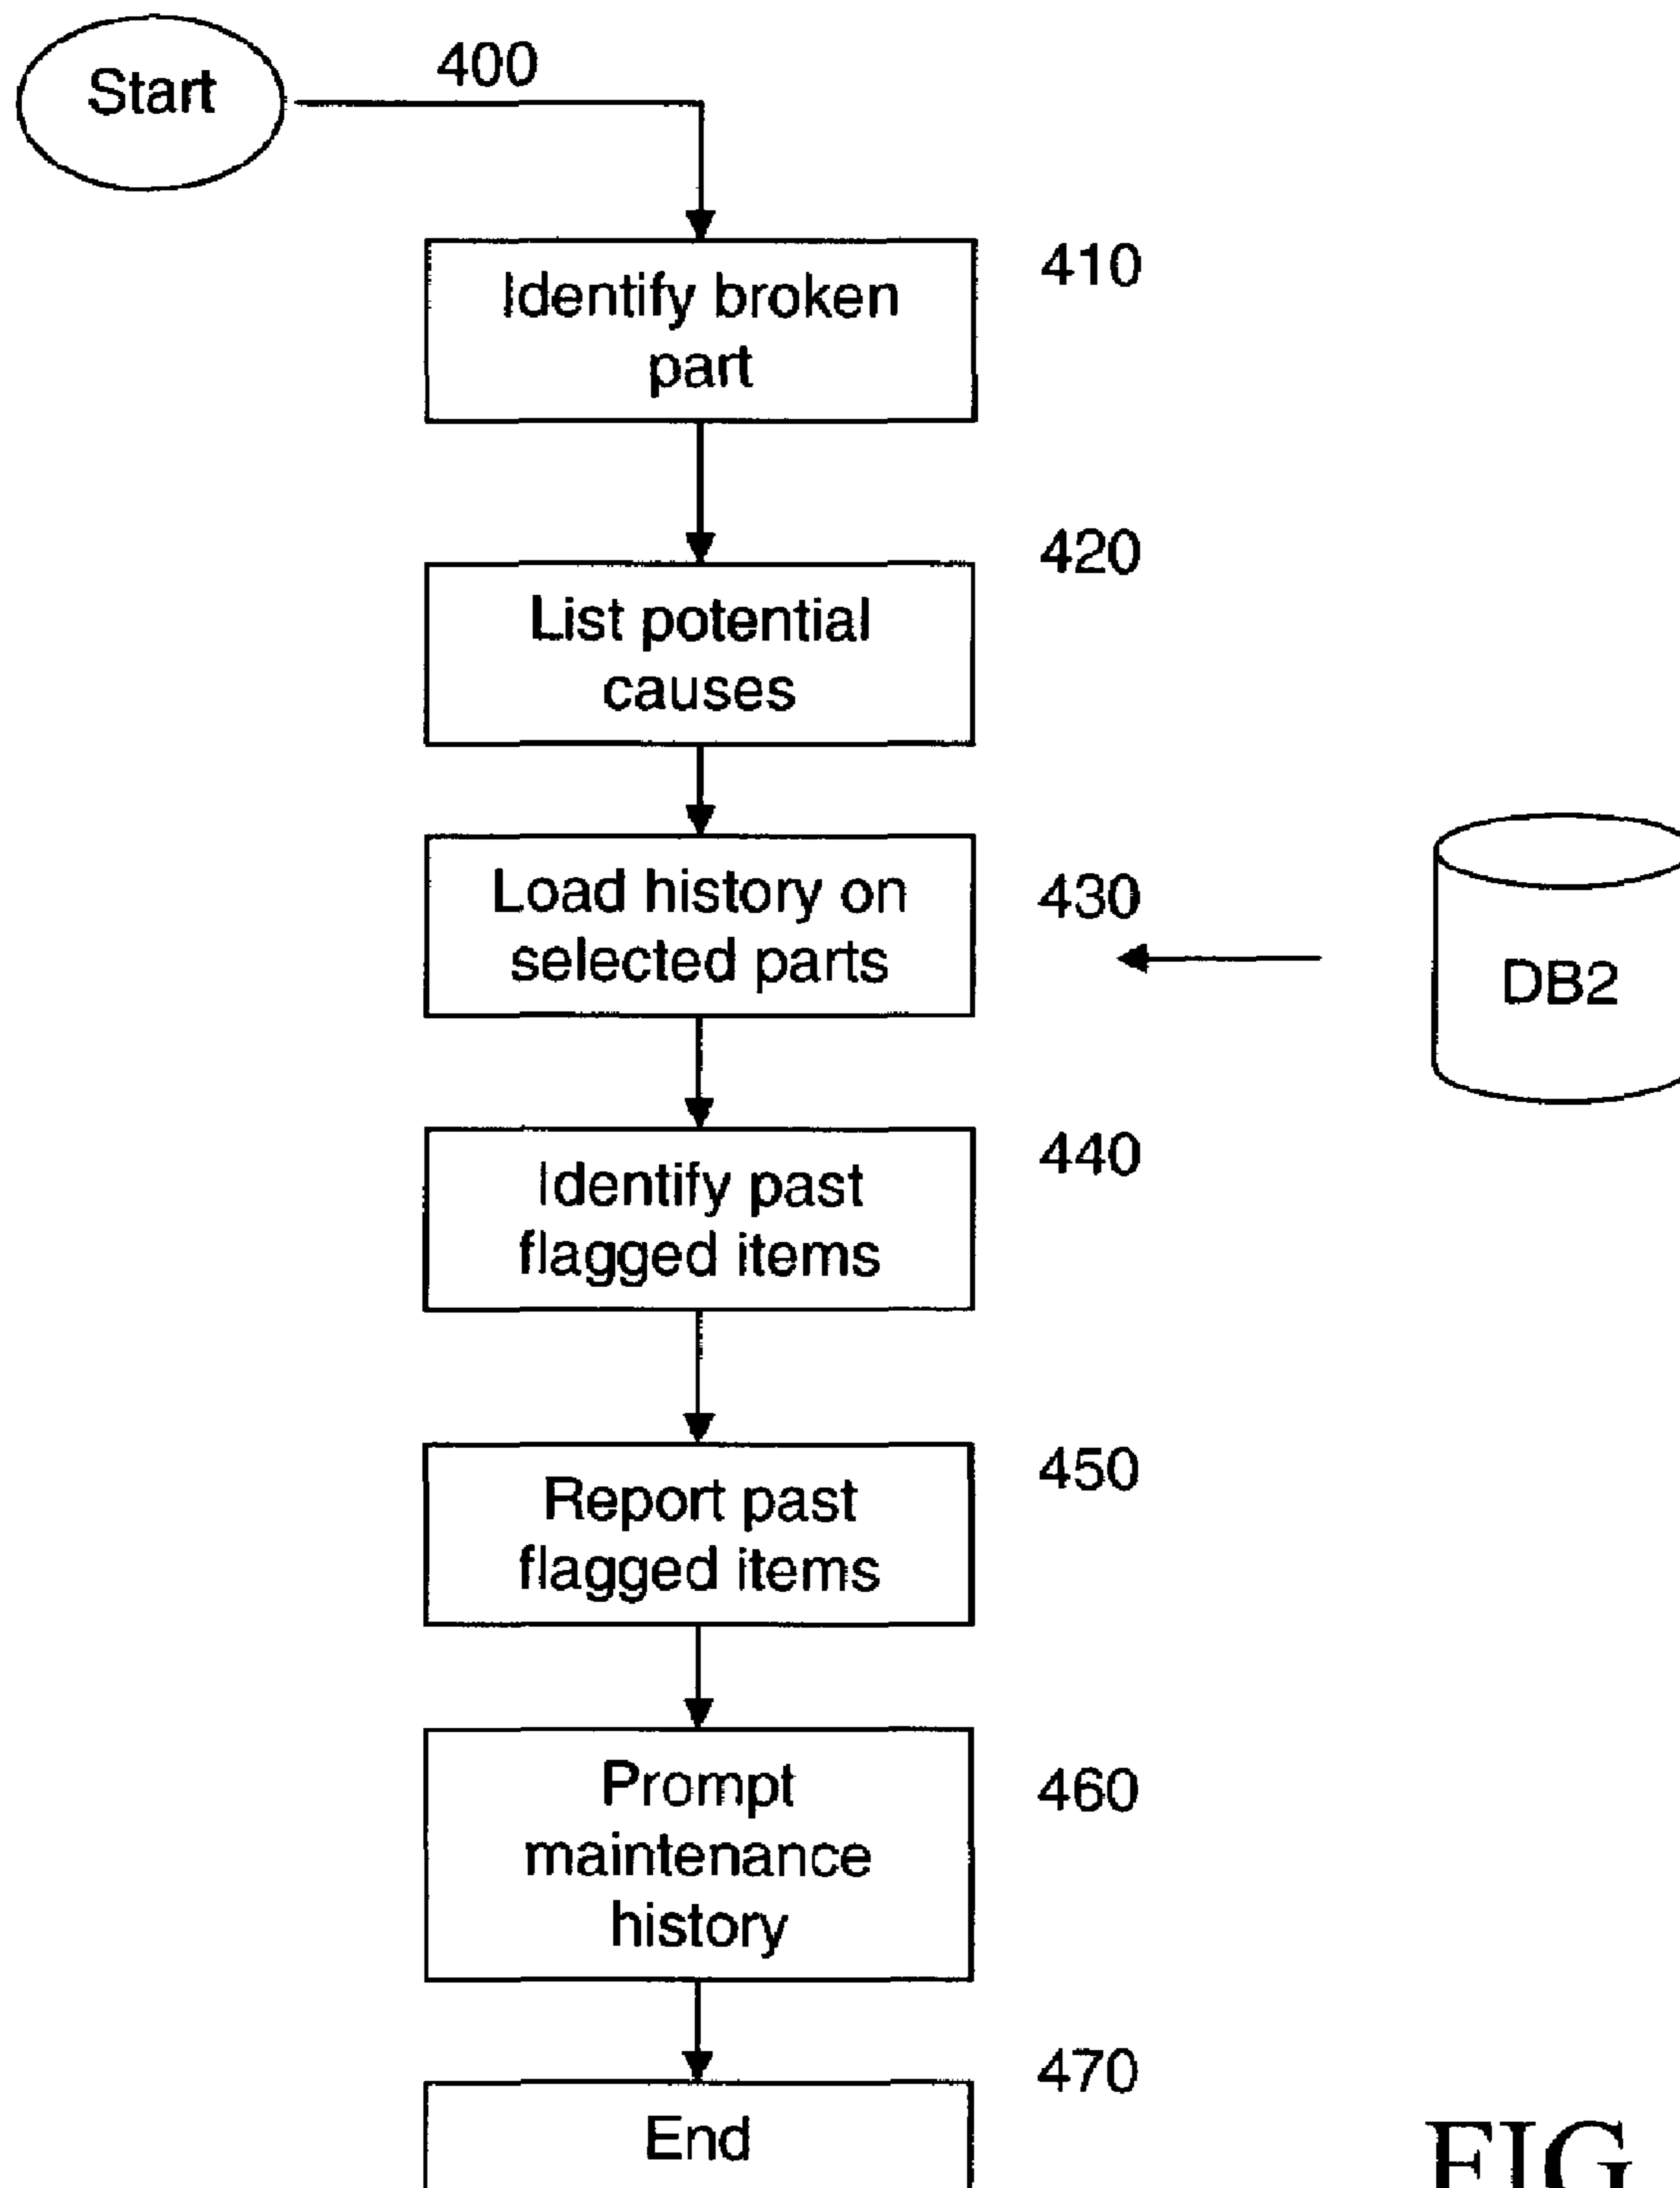 Start
400
Identify broken
part
410
List potential
causes
420
Load history on
selected parts
430
DB2
Identify past
flagged items
440
Report past
flagged items
450
Prompt
maintenance
history
460
End
470
FIG